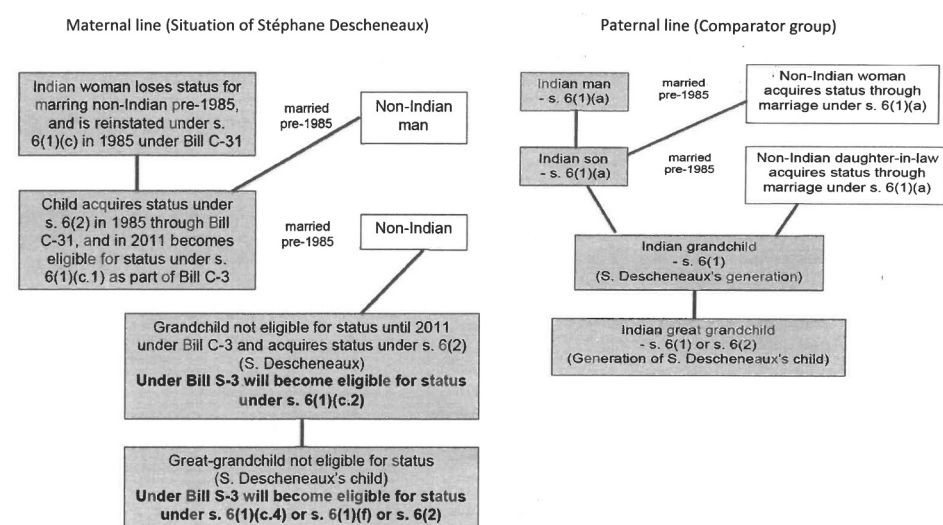 Maternal line (Situation of Stéphane Descheneaux)
Indian woman loses status for
marring non-Indian pre-1985,
and is reinstated under s.
6(1)(c) in 1985 under Bill C-31
married
pre-1985
Non-Indian
man
Child acquires status under
s. 6(2) in 1985 through Bill
C-31, and in 2011 becomes
eligible for status under s.
6(1)(c.1) as part of Bill C-3
married
pre-1985
Non-Indian
Grandchild not eligible for status until 2011
under Bill C-3 and acquires status under s. 6(2)
(S. Descheneaux)
Under Bill S-3 will become eligible for status
under s. 6(1)(c.2)
Great-grandchild not eligible for status
(S. Descheneaux's child)
Under Bill S-3 will become eligible for status
under s. 6(1)(c.4) or s. 6(1)(f) or s. 6(2)
Paternal line (Comparator group)
Indian man
- s. 6(1)(a)
married
pre-1985
Non-Indian woman
acquires status through
marriage under s. 6(1)(a)
Indian son
- s. 6(1)(a)
married
pre-1985
Non-Indian daughter-in-law
acquires status through
marriage under s. 6(1)(a)
Indian grandchild
- s. 6(1)
(S. Descheneaux's generation)
Indian great grandchild
- s. 6(1) or s. 6(2)
(Generation of S. Descheneaux's child)